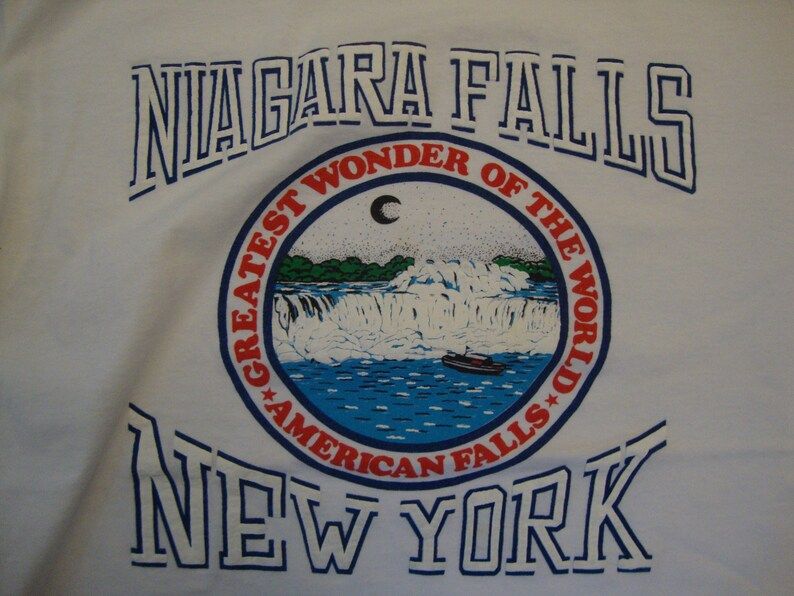 NIAGARA FALLS
GREATEST WONDER OF THE WORLD
★ AMERICAN FALLS ★
NEW YORK